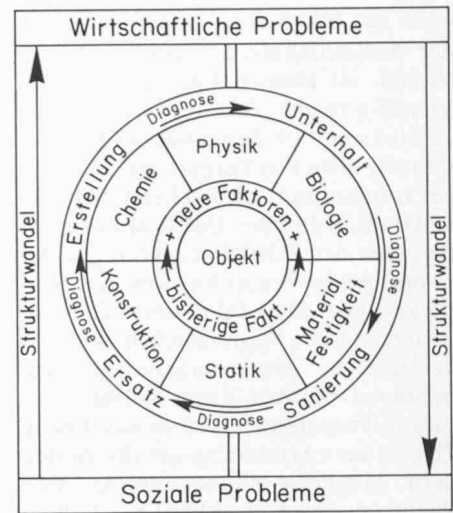 Wirtschaftliche Probleme
Strukturwandel
Diagnose
Erstellung
Unterhalt
Physik
Chemie
Biologie
+ neue Faktoren +
Objekt
bisherige Fakt.
Diagnose
Diagnose
Konstruktion
Material
Festigkeit
Statik
Ersatz
Sanierung
Diagnose
Strukturwandel
Soziale Probleme